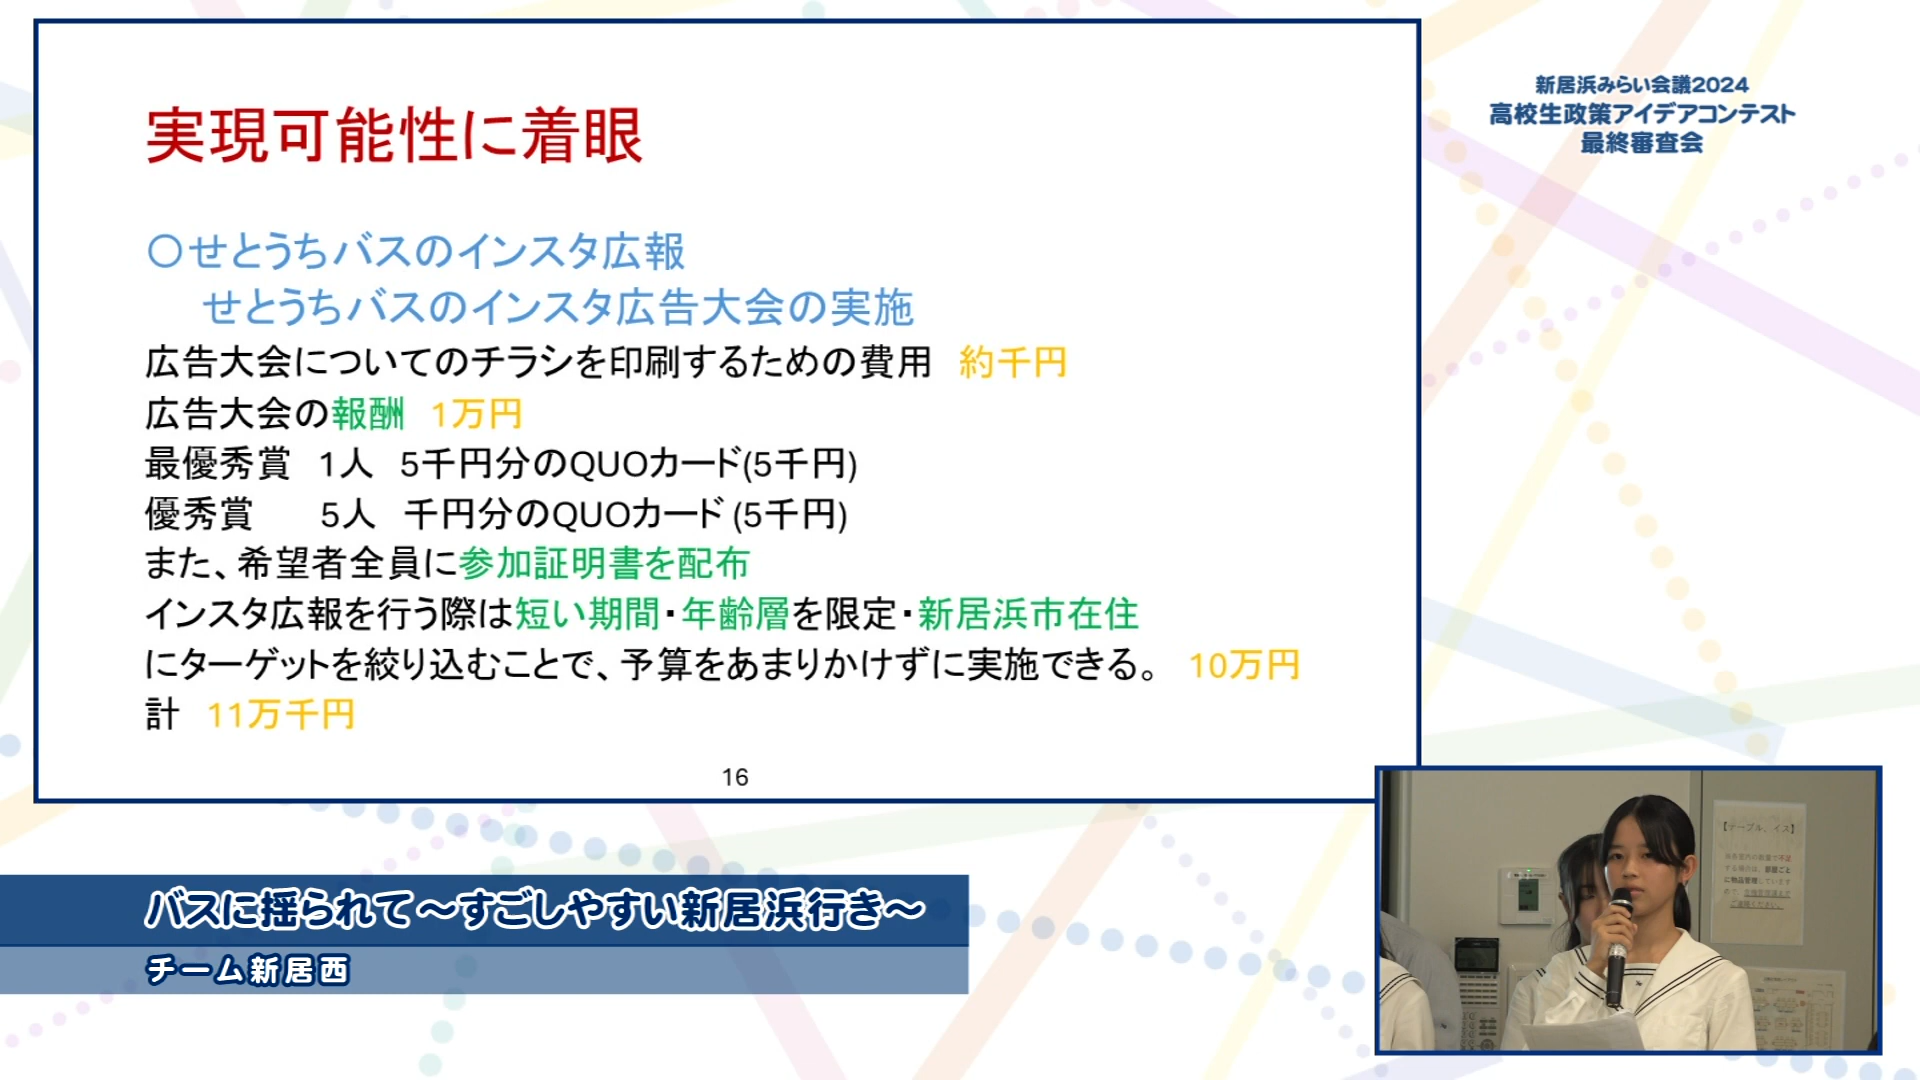 実現可能性に着眼
〇せとうちバスのインスタ広報
せとうちバスのインスタ広告大会の実施
広告大会についてのチラシを印刷するための費用　約千円
広告大会の報酬　1万円
最優秀賞　1人　5千円分のQUOカード(5千円)
優秀賞　　5人　千円分のQUOカード (5千円)
また、希望者全員に参加証明書を配布
インスタ広報を行う際は短い期間・年齢層を限定・新居浜市在住
にターゲットを絞り込むことで、予算をあまりかけずに実施できる。　10万円
計　11万千円
16
新居浜みらい会議2024
高校生政策アイデアコンテスト
最終審査会
バスに揺られて～すごしやすい新居浜行き～
チーム新居西
【テーブル、イス】